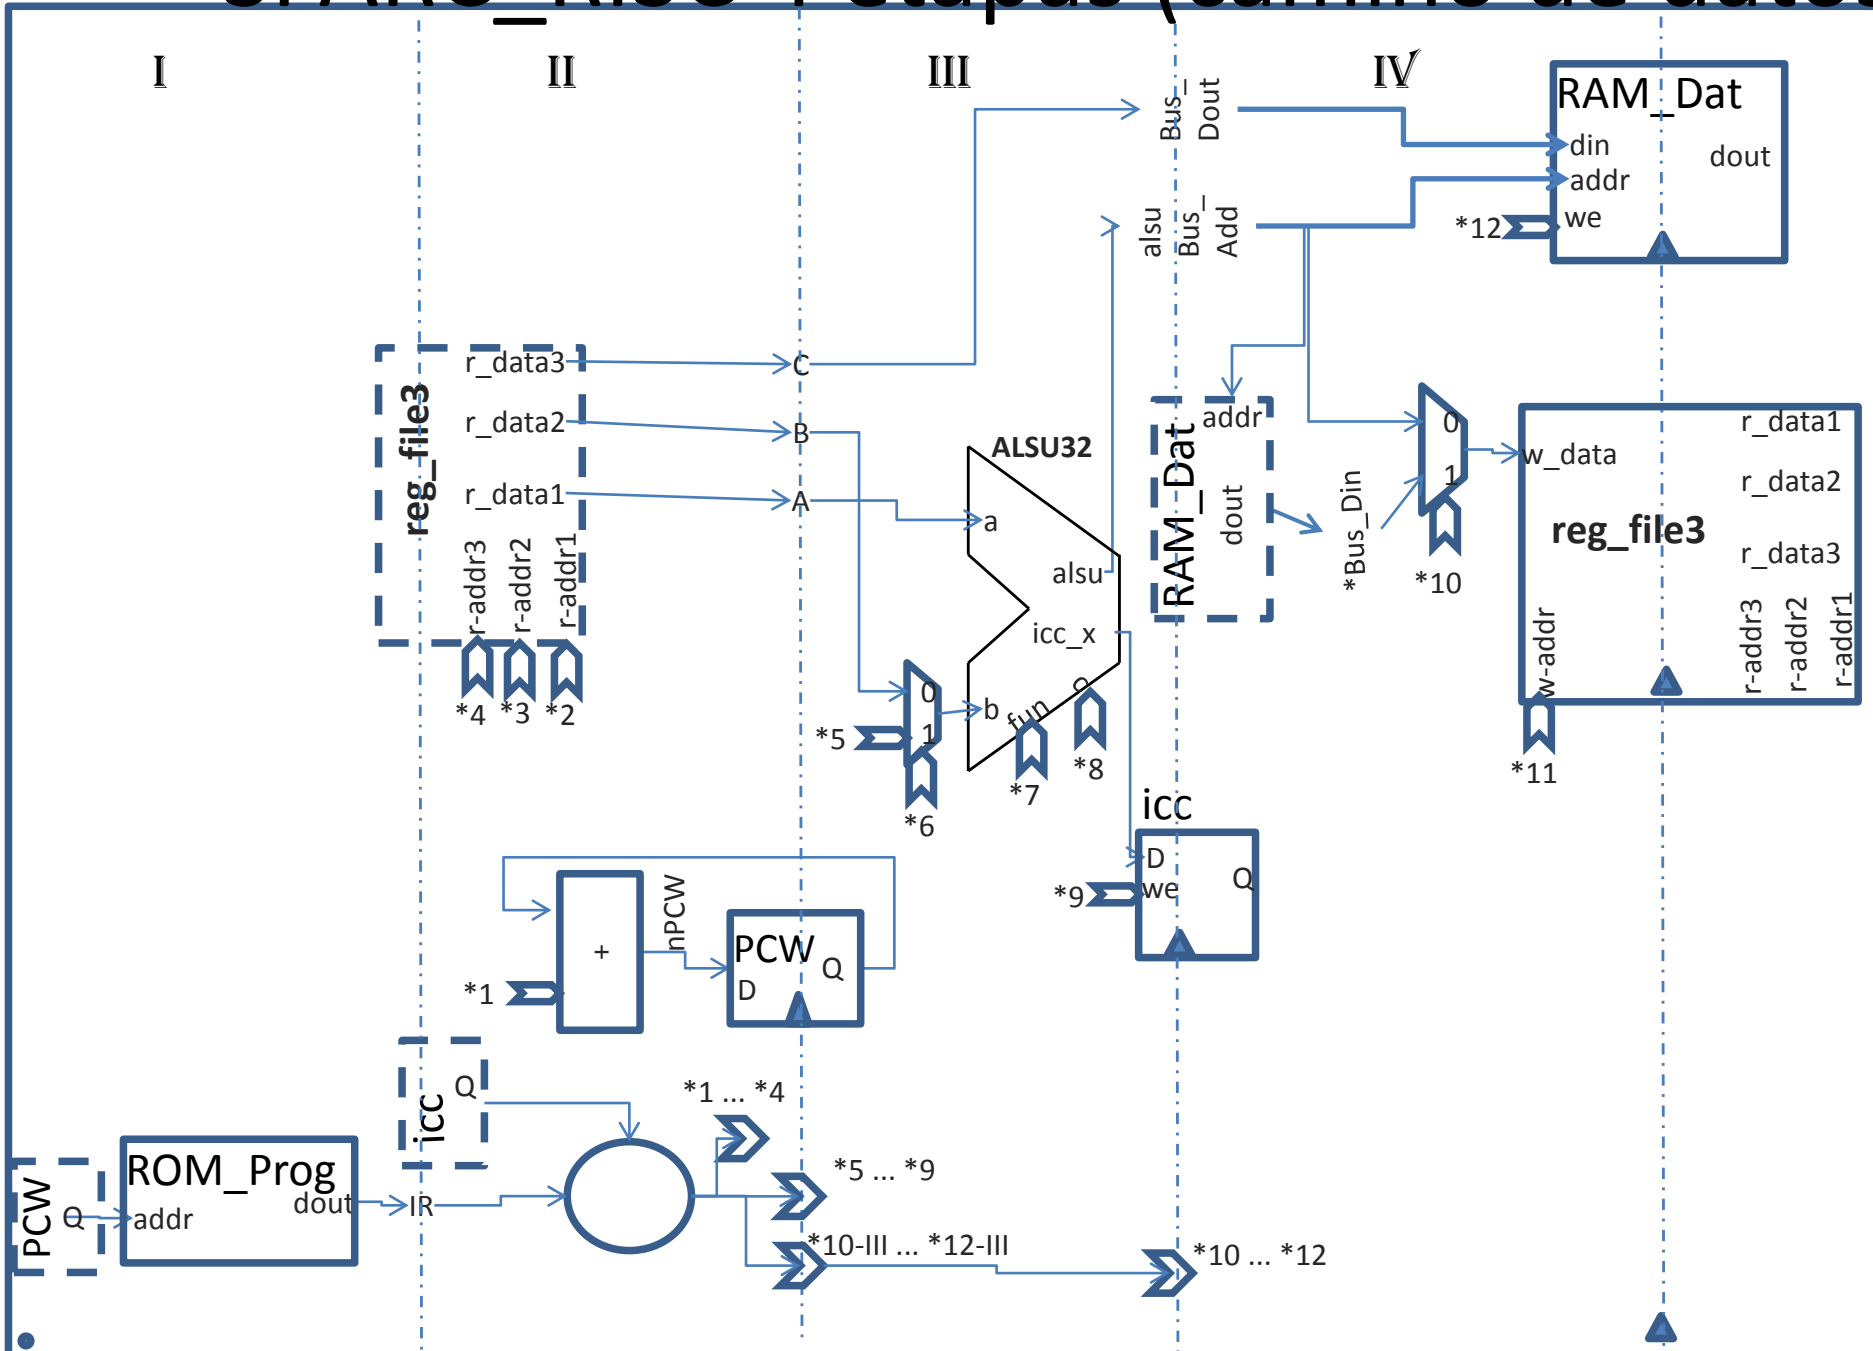 I
II
III
IV
Bus_
Dout
RAM_Dat
din
addr
we
dout
*12
alsu
Bus_
Add
reg_file3
r_data3
r_data2
r_data1
r-addr3
r-addr2
r-addr1
*4
*3
*2
C
B
A
ALSU32
a
alsu
icc_x
b
fun
*5
0
1
*6
*7
*8
RAM_Dat
addr
dout
*Bus_Din
0
1
*10
w_data
reg_file3
r_data1
r_data2
r_data3
w-addr
r-addr3
r-addr2
r-addr1
*11
icc
D
we
Q
*9
+
*1
nPCW
PCW
D
Q
icc
Q
*1 ... *4
*5 ... *9
*10-III ... *12-III
*10 ... *12
PCW
Q
ROM_Prog
addr
dout
IR